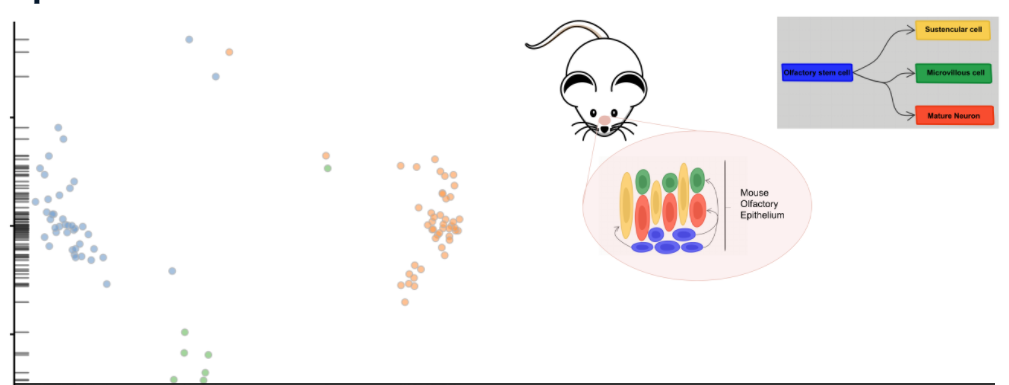 Sustencular cell
Olfactory stem cell
Microvillous cell
Mature Neuron
Mouse
Olfactory
Epithelium